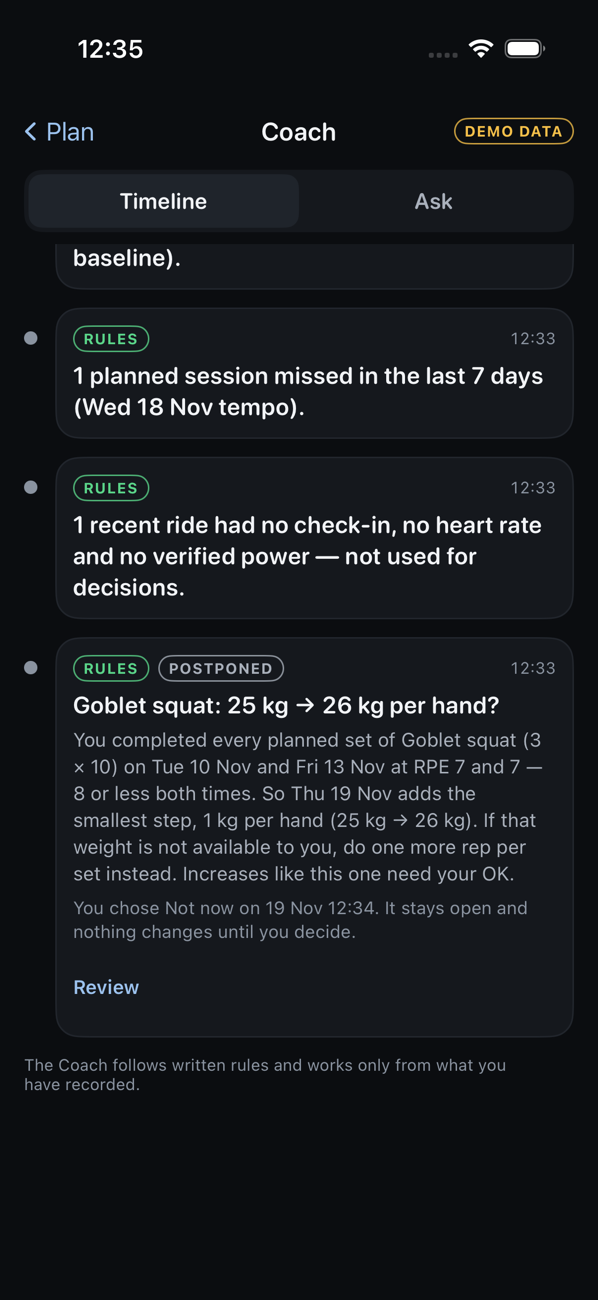 12:35
Plan
Coach
DEMO DATA
Timeline
Ask
baseline).
RULES
12:33
1 planned session missed in the last 7 days
(Wed 18 Nov tempo).
RULES
12:33
1 recent ride had no check-in, no heart rate
and no verified power — not used for
decisions.
RULES
POSTPONED
12:33
Goblet squat: 25 kg → 26 kg per hand?
You completed every planned set of Goblet squat (3
× 10) on Tue 10 Nov and Fri 13 Nov at RPE 7 and 7 —
8 or less both times. So Thu 19 Nov adds the
smallest step, 1 kg per hand (25 kg → 26 kg). If that
weight is not available to you, do one more rep per
set instead. Increases like this one need your OK.
You chose Not now on 19 Nov 12:34. It stays open and
nothing changes until you decide.
Review
The Coach follows written rules and works only from what you
have recorded.